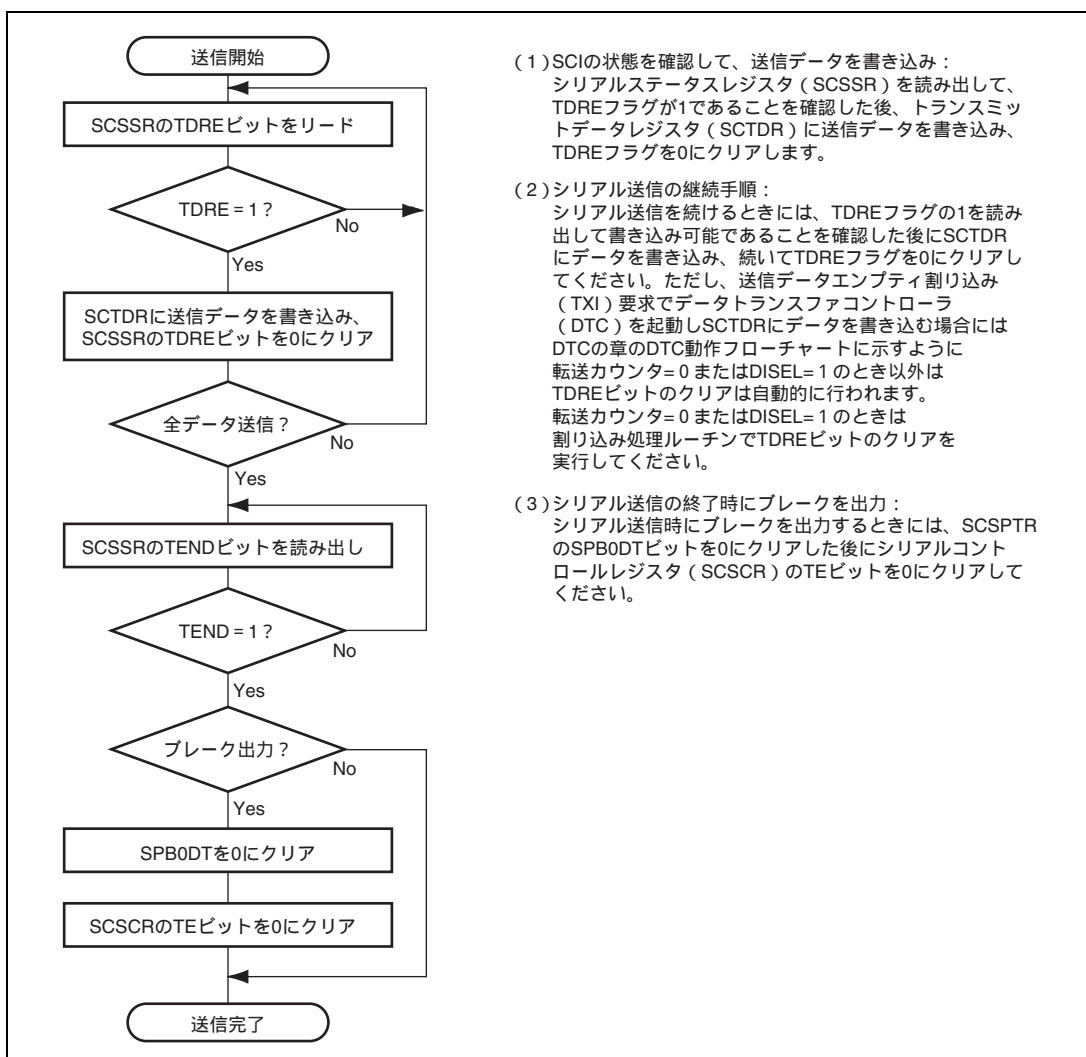 送信開始
SCSSRのTDREビットをリード
TDRE = 1 ?
No
Yes
SCTDRに送信データを書き込み、
SCSSRのTDREビットを0にクリア
全データ送信？
No
Yes
SCSSRのTENDビットを読み出し
TEND = 1 ?
No
Yes
ブレーク出力？
No
Yes
SPB0DTを0にクリア
SCSCRのTEビットを0にクリア
送信完了
（1）SCIの状態を確認して、送信データを書き込み：
シリアルステータスレジスタ（SCSSR）を読み出して、
TDREフラグが1であることを確認した後、トランスミッ
トデータレジスタ（SCTDR）に送信データを書き込み、
TDREフラグを0にクリアします。
（2）シリアル送信の継続手順：
シリアル送信を続けるときには、TDREフラグの1を読み
出して書き込み可能であることを確認した後にSCTDR
にデータを書き込み、続いてTDREフラグを0にクリアし
てください。ただし、送信データエンプティ割り込み
（TXI）要求でデータトランスファコントローラ
（DTC）を起動しSCTDRにデータを書き込む場合には
DTCの章のDTC動作フローチャートに示すように
転送カウンタ= 0 またはDISEL= 1 のとき以外は
TDREビットのクリアは自動的に行われます。
転送カウンタ= 0 またはDISEL= 1 のときは
割り込み処理ルーチンでTDREビットのクリアを
実行してください。
（3）シリアル送信の終了時にブレークを出力：
シリアル送信時にブレークを出力するときには、SCSPTR
のSPB0DTビットを0にクリアした後にシリアルコント
ロールレジスタ（SCSCR）のTEビットを0にクリアして
ください。